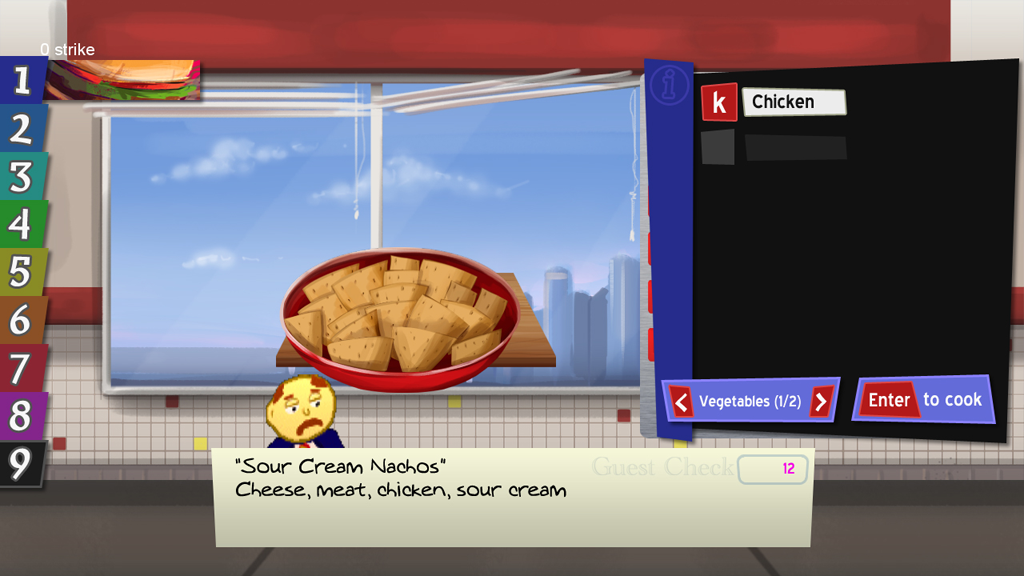 0 strike
1
2
3
4
5
6
7
8
9
i
k Chicken
< Vegetables (1/2) >
Enter to cook
Guest Check 12
"Sour Cream Nachos"
Cheese, meat, chicken, sour cream